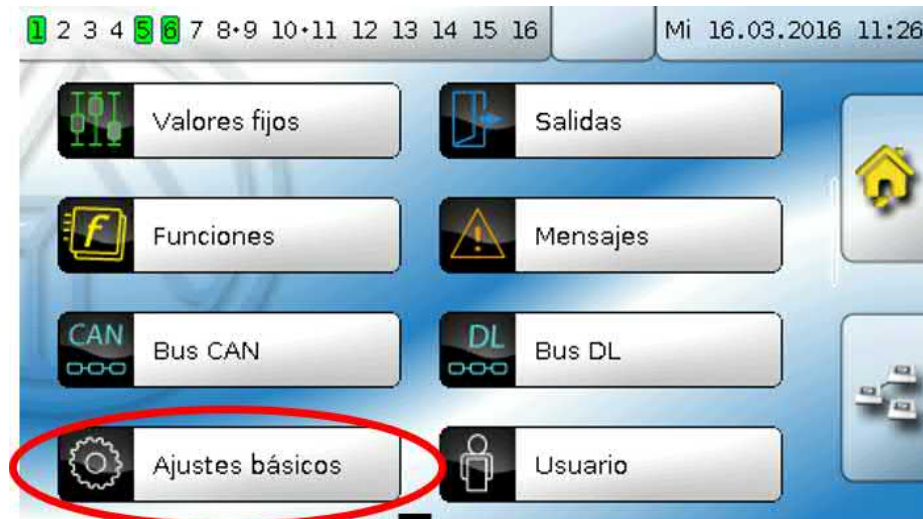 1 2 3 4 5 6 7 8·9 10·11 12 13 14 15 16 Mi 16.03.2016 11:26
Valores fijos Salidas
f Funciones Mensajes
CAN Bus CAN DL Bus DL
Ajustes básicos Usuario